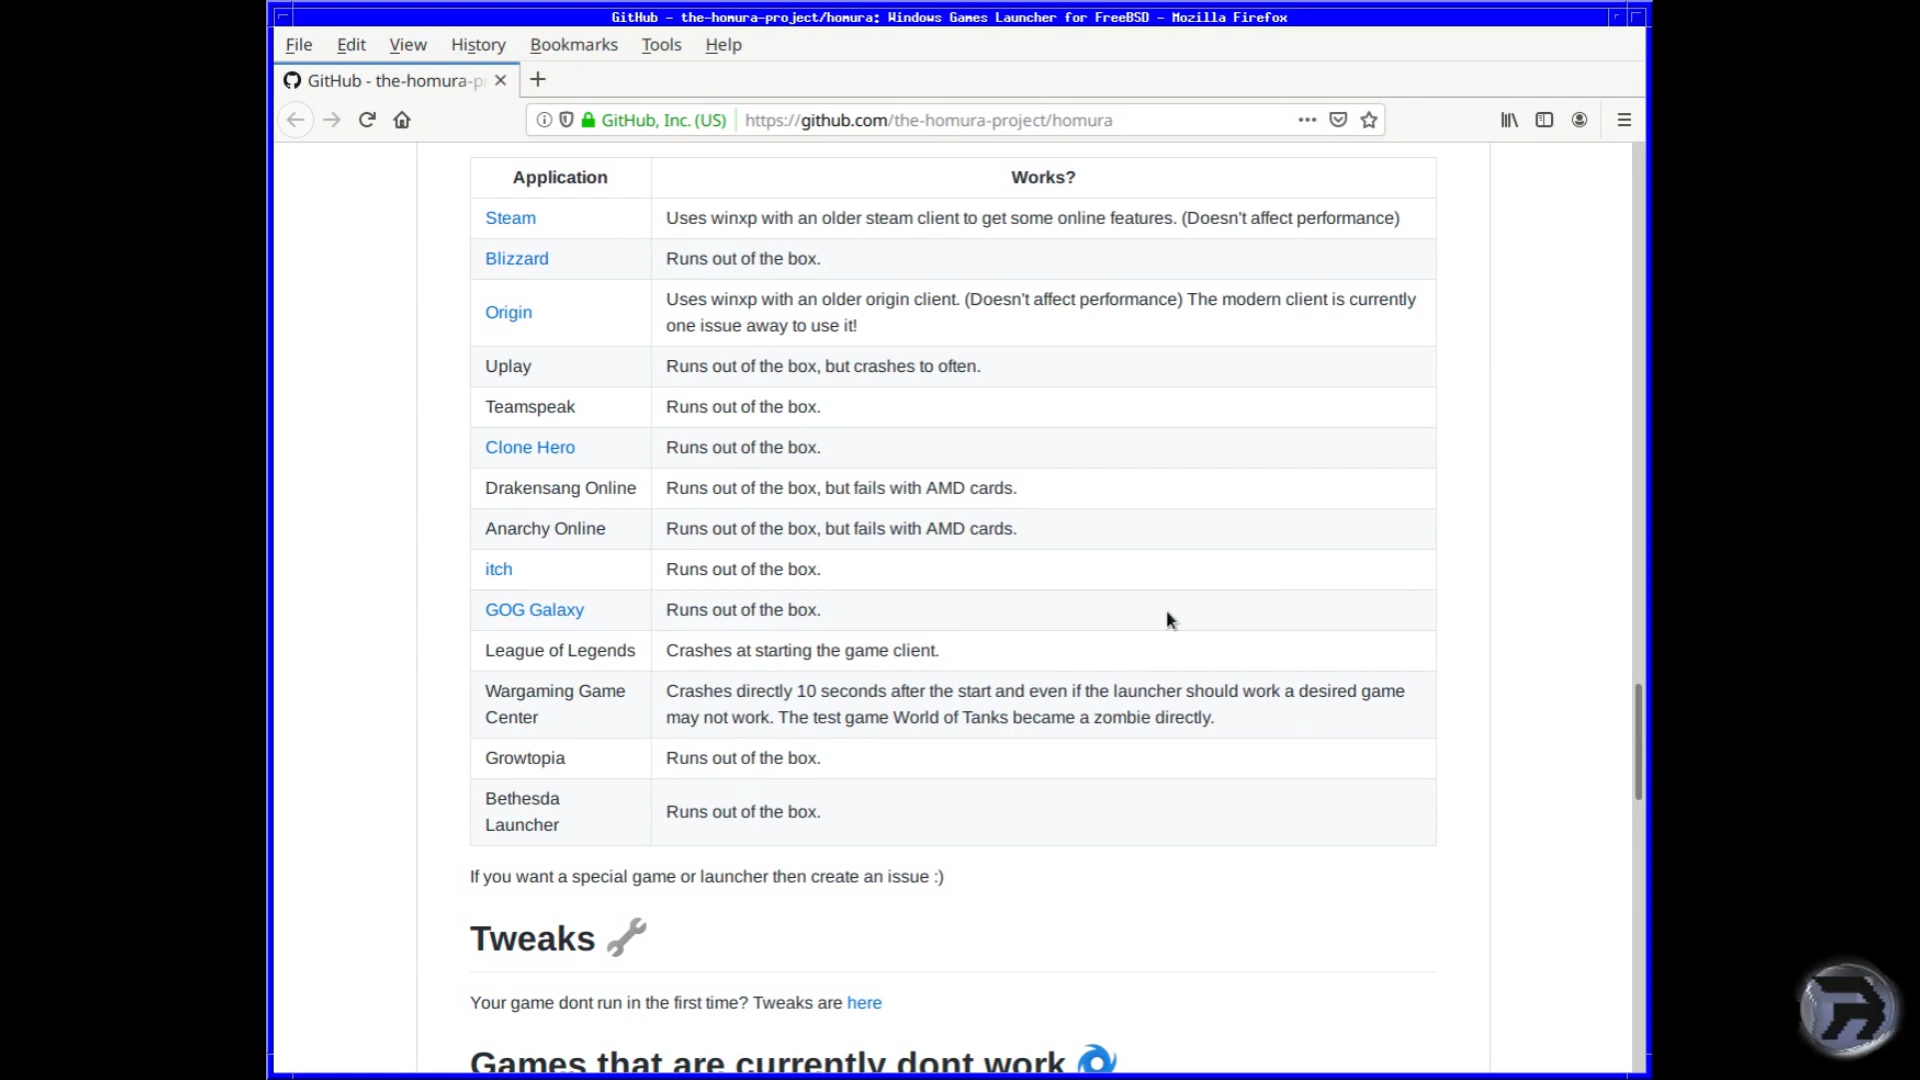 GitHub - the-homura-project/homura: Windows Games Launcher for FreeBSD - Mozilla Firefox
File Edit View History Bookmarks Tools Help
GitHub - the-homura-p
GitHub, Inc. (US) https://github.com/the-homura-project/homura
Application Works?
Steam Uses winxp with an older steam client to get some online features. (Doesn't affect performance)
Blizzard Runs out of the box.
Origin Uses winxp with an older origin client. (Doesn't affect performance) The modern client is currently
one issue away to use it!
Uplay Runs out of the box, but crashes to often.
Teamspeak Runs out of the box.
Clone Hero Runs out of the box.
Drakensang Online Runs out of the box, but fails with AMD cards.
Anarchy Online Runs out of the box, but fails with AMD cards.
itch Runs out of the box.
GOG Galaxy Runs out of the box.
League of Legends Crashes at starting the game client.
Wargaming Game Crashes directly 10 seconds after the start and even if the launcher should work a desired game
Center may not work. The test game World of Tanks became a zombie directly.
Growtopia Runs out of the box.
Bethesda
Launcher Runs out of the box.
If you want a special game or launcher then create an issue :)
Tweaks
Your game dont run in the first time? Tweaks are here
Games that are currently dont work